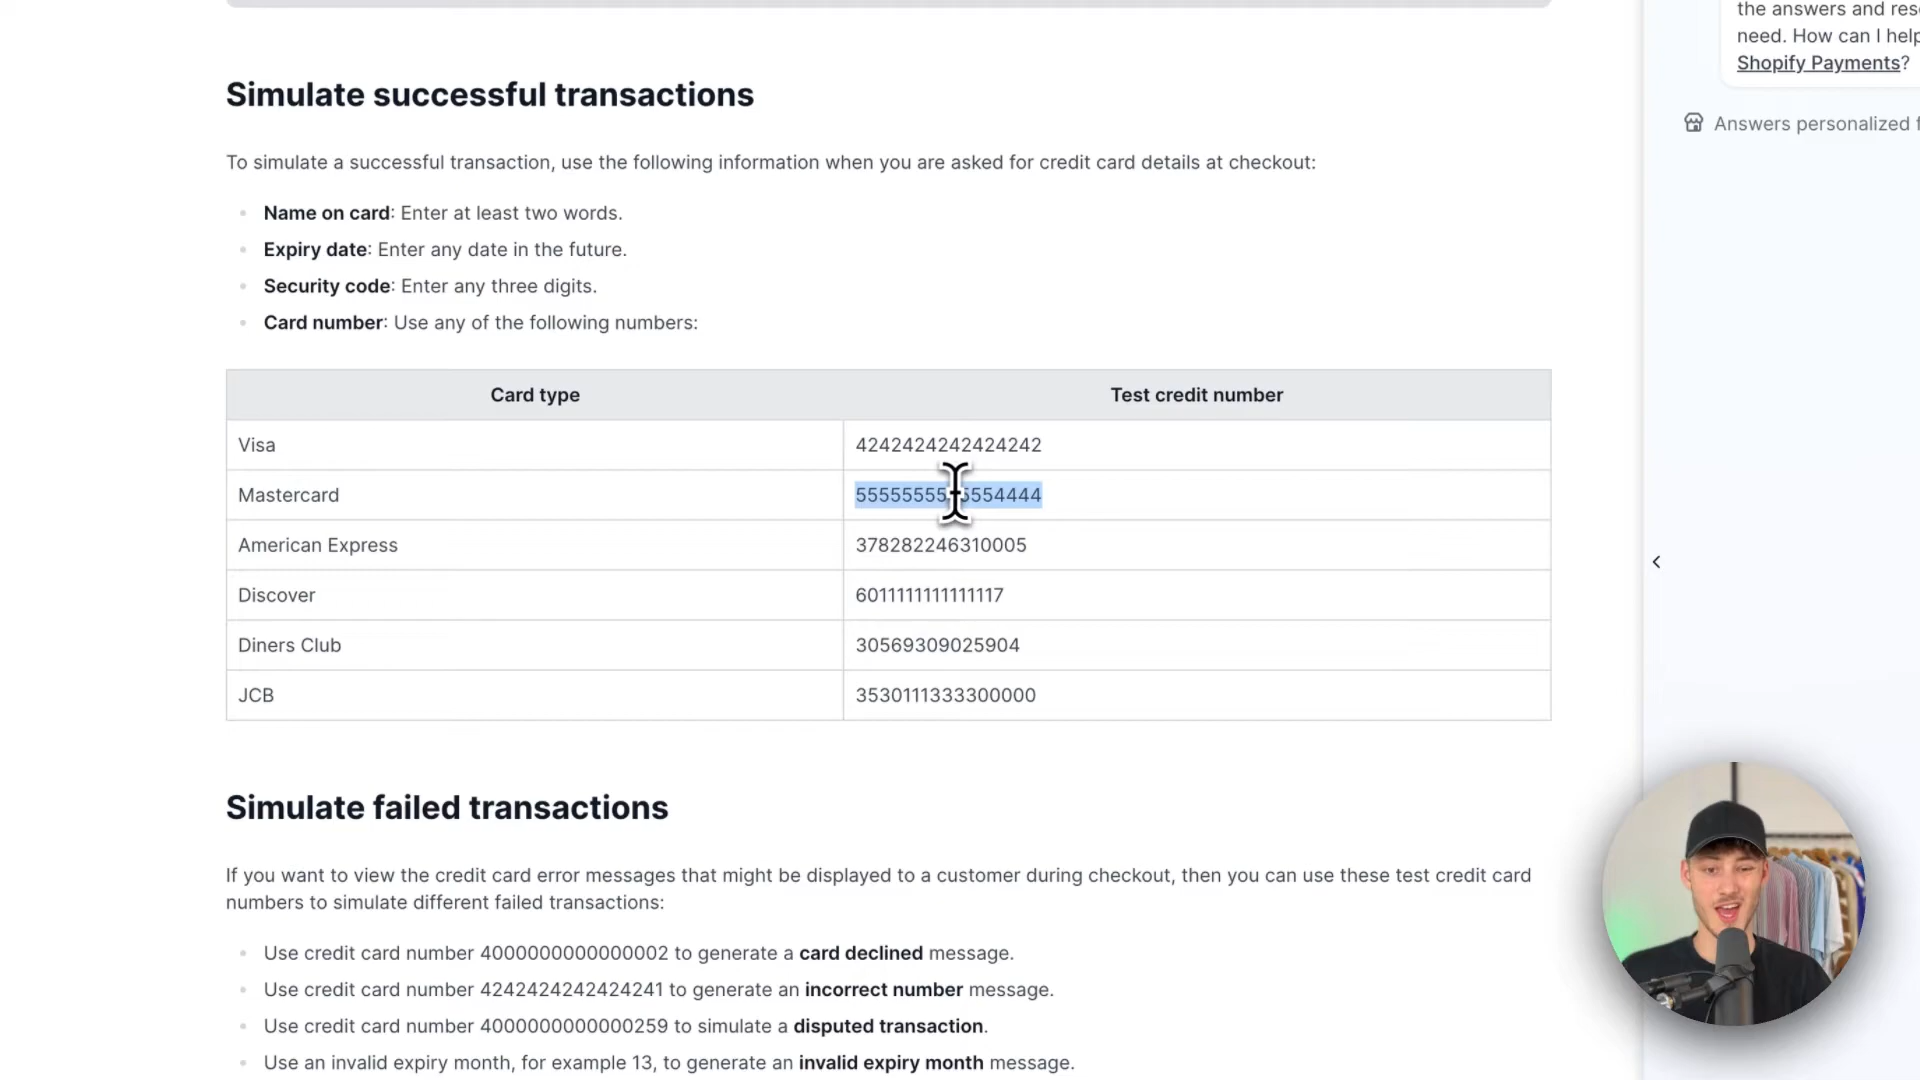 the answers and res
need. How can I help
Shopify Payments?
Answers personalized f
Simulate successful transactions
To simulate a successful transaction, use the following information when you are asked for credit card details at checkout:
Name on card: Enter at least two words.
Expiry date: Enter any date in the future.
Security code: Enter any three digits.
Card number: Use any of the following numbers:
Card type Test credit number
Visa 4242424242424242
Mastercard
American Express 378282246310005
Discover 6011111111111117
Diners Club 30569309025904
JCB 3530111333300000
Simulate failed transactions
If you want to view the credit card error messages that might be displayed to a customer during checkout, then you can use these test credit card
numbers to simulate different failed transactions:
Use credit card number 4000000000000002 to generate a card declined message.
Use credit card number 4242424242424241 to generate an incorrect number message.
Use credit card number 4000000000000259 to simulate a disputed transaction.
Use an invalid expiry month, for example 13, to generate an invalid expiry month message.